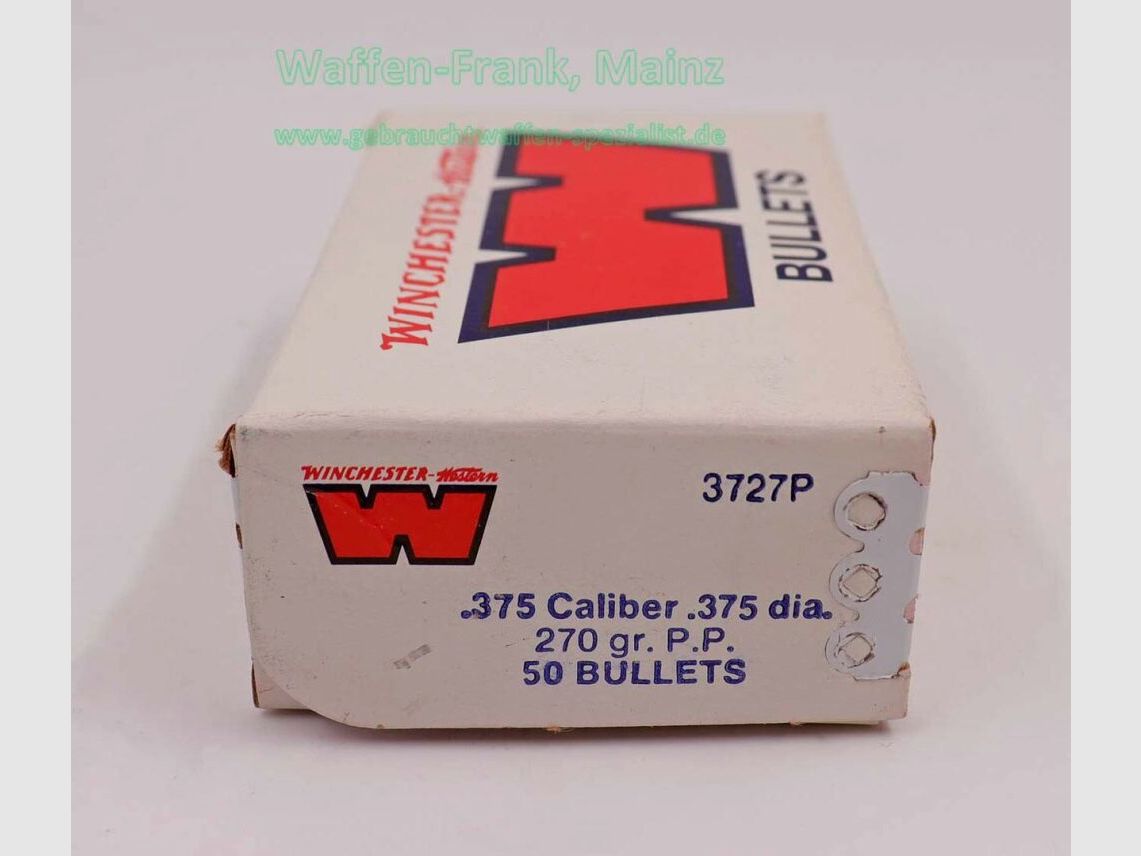 Waffen-Frank, Mainz
www.gebrauchtwaffen-spezialist.de
WINCHESTER-Western
W
BULLETS
WINCHESTER-Western
W
3727P
.375 Caliber .375 dia.
270 gr. P.P.
50 BULLETS